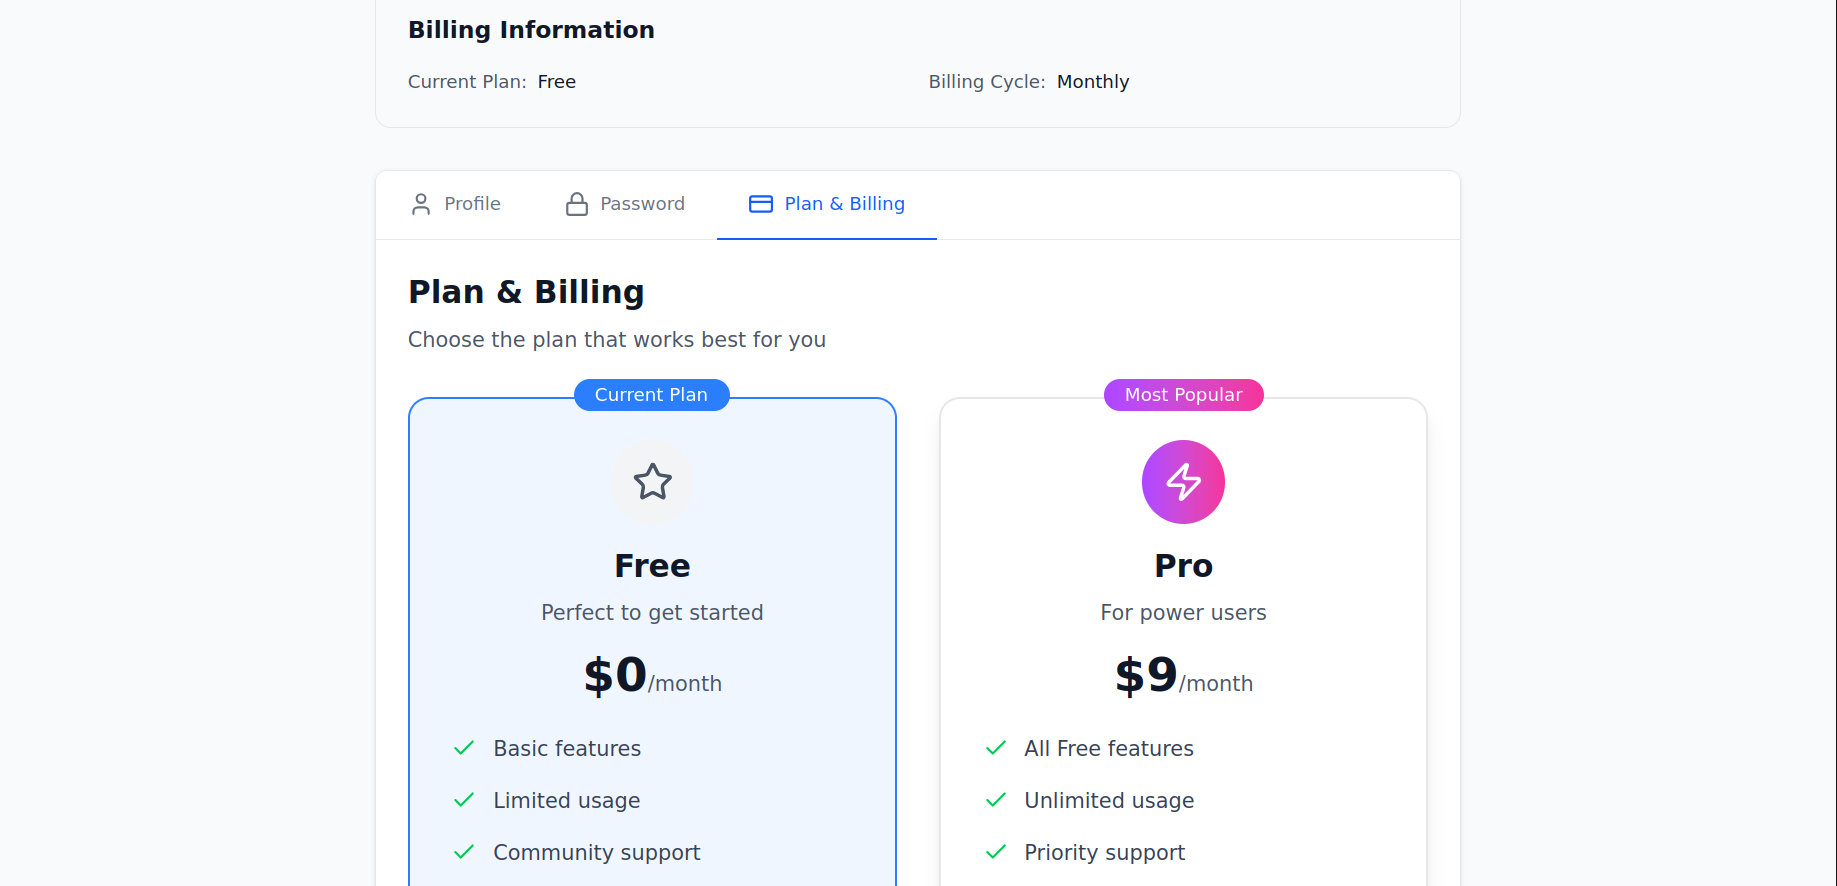 Billing Information
Current Plan: Free
Billing Cycle: Monthly
Profile
Password
Plan & Billing
Plan & Billing
Choose the plan that works best for you
Current Plan
Free
Perfect to get started
$0/month
Basic features
Limited usage
Community support
Most Popular
Pro
For power users
$9/month
All Free features
Unlimited usage
Priority support